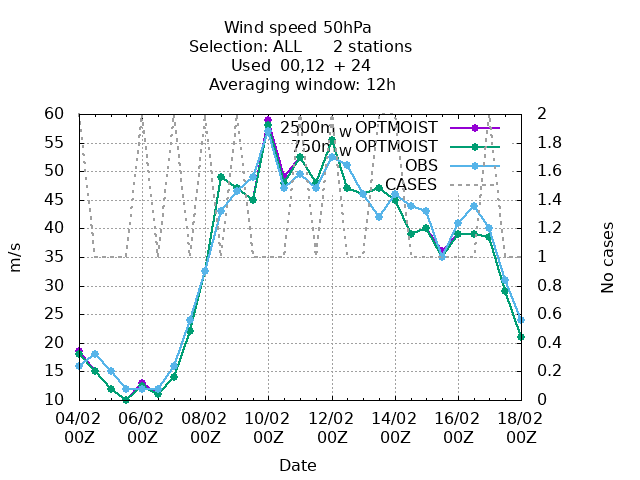 Wind speed 50hPa
Selection: ALL 2 stations
Used 00,12 + 24
Averaging window: 12h
60
55
50
45
40
35
30
25
20
15
10
2
1.8
1.6
1.4
1.2
1
0.8
0.6
0.4
0.2
0
m/s
No cases
2500m w OPTMOIST
750m w OPTMOIST
OBS
CASES
04/02 06/02 08/02 10/02 12/02 14/02 16/02 18/02
00Z 00Z 00Z 00Z 00Z 00Z 00Z 00Z
Date